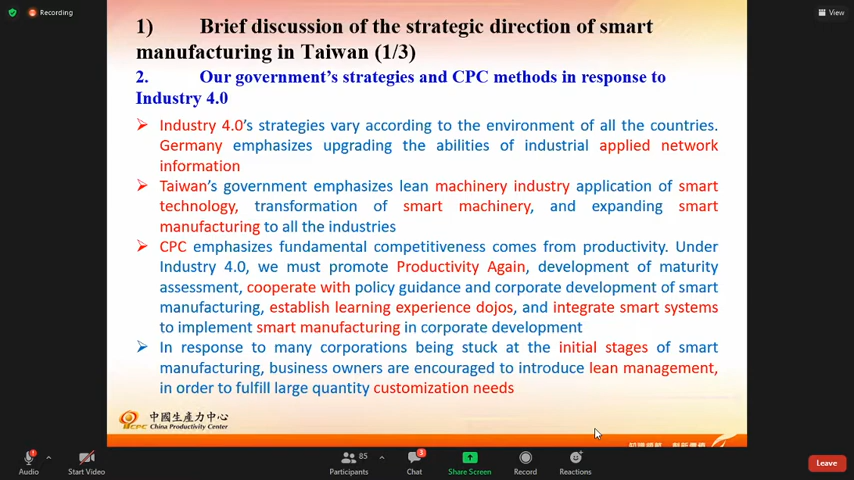 Recording
View
1) Brief discussion of the strategic direction of smart
manufacturing in Taiwan (1/3)
2. Our government's strategies and CPC methods in response to
Industry 4.0
➢ Industry 4.0's strategies vary according to the environment of all the countries.
Germany emphasizes upgrading the abilities of industrial applied network
information
➢ Taiwan's government emphasizes lean machinery industry application of smart
technology, transformation of smart machinery, and expanding smart
manufacturing to all the industries
➢ CPC emphasizes fundamental competitiveness comes from productivity. Under
Industry 4.0, we must promote Productivity Again, development of maturity
assessment, cooperate with policy guidance and corporate development of smart
manufacturing, establish learning experience dojos, and integrate smart systems
to implement smart manufacturing in corporate development
➢ In response to many corporations being stuck at the initial stages of smart
manufacturing, business owners are encouraged to introduce lean management,
in order to fulfill large quantity customization needs
CPC 中國生產力中心
China Productivity Center
Audio
Start Video
85
Participants
3
Chat
Share Screen
Record
Reactions
Leave